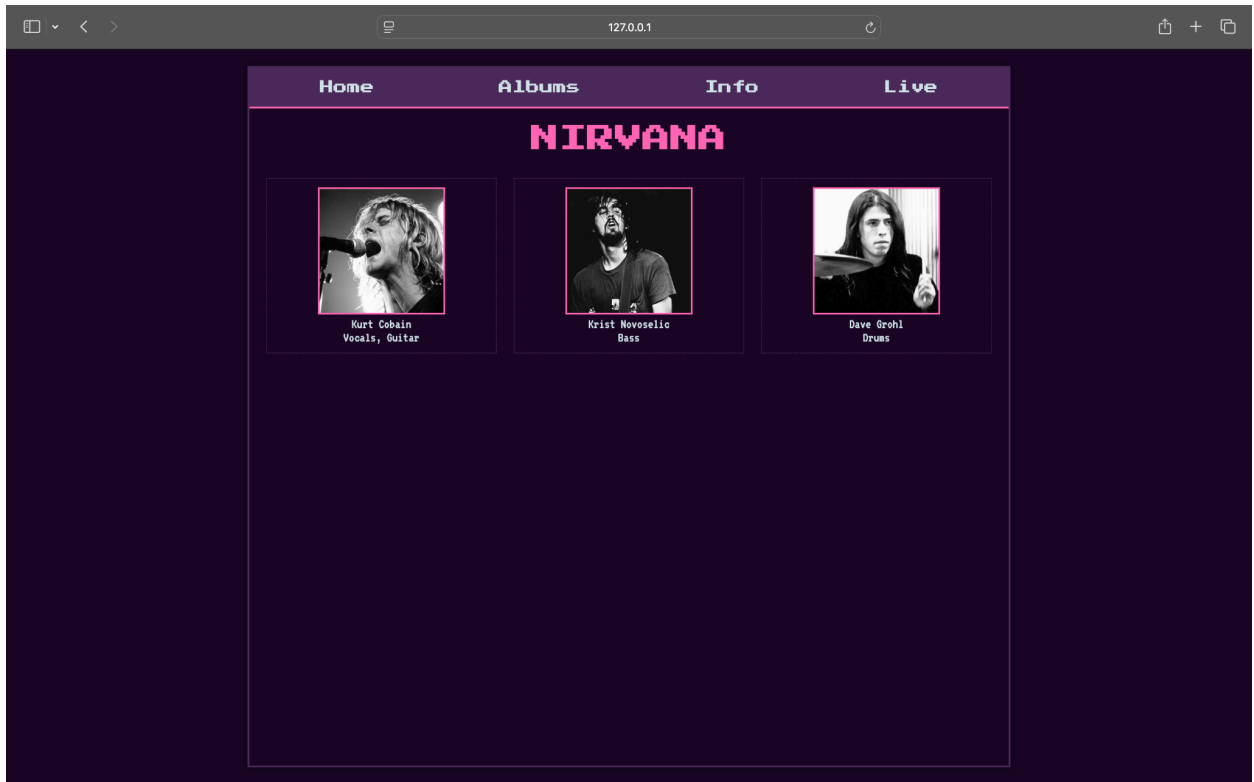 127.0.0.1
Home Albums Info Live
NIRVANA
Kurt Cobain
Vocals, Guitar
Krist Novoselic
Bass
Dave Grohl
Drums